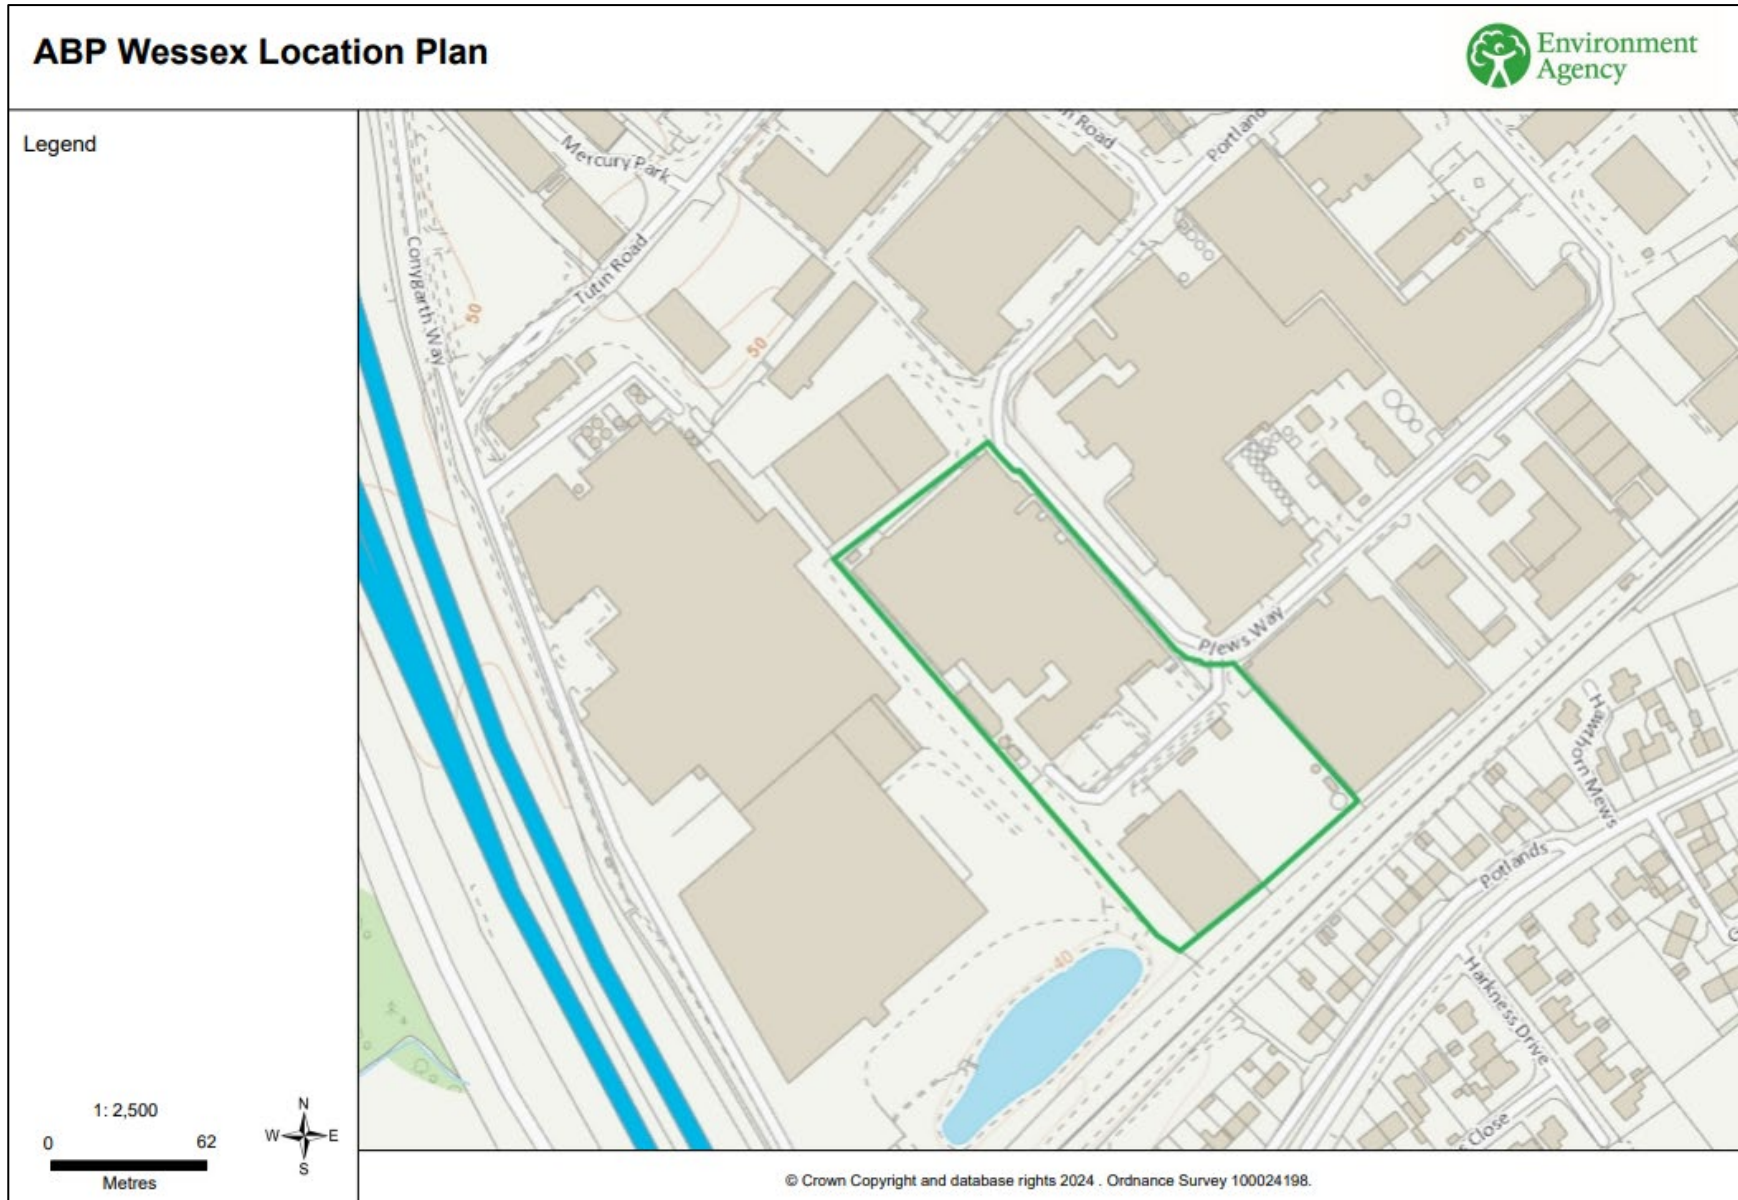 ABP Wessex Location Plan
Environment
Agency
Legend
Mercury Park
Tutin Road
Conygarth Way
50
50
Road
Portland
Plews Way
Hawthorn Mews
Potlands
Harkness Drive
Close
40
1: 2,500
0 62
Metres
N
W E
S
© Crown Copyright and database rights 2024 . Ordnance Survey 100024198.